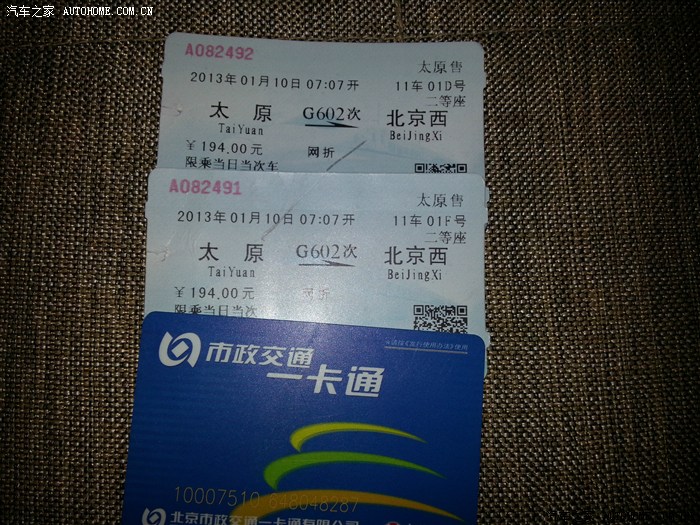 汽车之家 AUTOHOME.COM.CN
A082492
太原售
2013年01月10日07:07开
11车01D号
二等座
太原
G602次
北京西
TaiYuan
BeiJingXi
¥194.00元
网折
限乘当日当次车
A082491
太原售
2013年01月10日07:07开
11车01F号
二等座
太原
G602次
北京西
TaiYuan
BeiJingXi
¥194.00元
网折
限乘当日当次车
市政交通
一卡通
10007510
北京市政交通一卡通有限公司